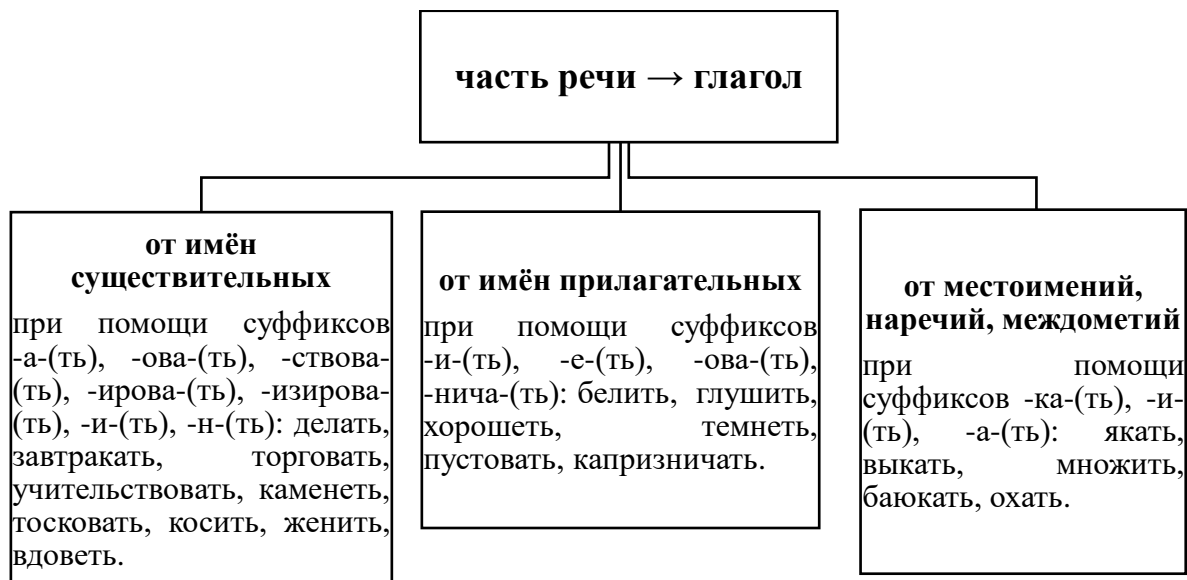 часть речи → глагол
от имён
существительных
при помощи суффиксов
-а-(ть), -ова-(ть), -ствова-
(ть), -ирова-(ть), -изирова-
(ть), -и-(ть), -н-(ть): делать,
завтракать, торговать,
учительствовать, каменеть,
тосковать, косить, женить,
вдоветь.
от имён прилагательных
при помощи суффиксов
-и-(ть), -е-(ть), -ова-(ть),
-нича-(ть): белить, глушить,
хорошеть, темнеть,
пустовать, капризничать.
от местоимений,
наречий, междометий
при помощи
суффиксов -ка-(ть), -и-
(ть), -а-(ть): якать,
выкать, множить,
баюкать, охать.